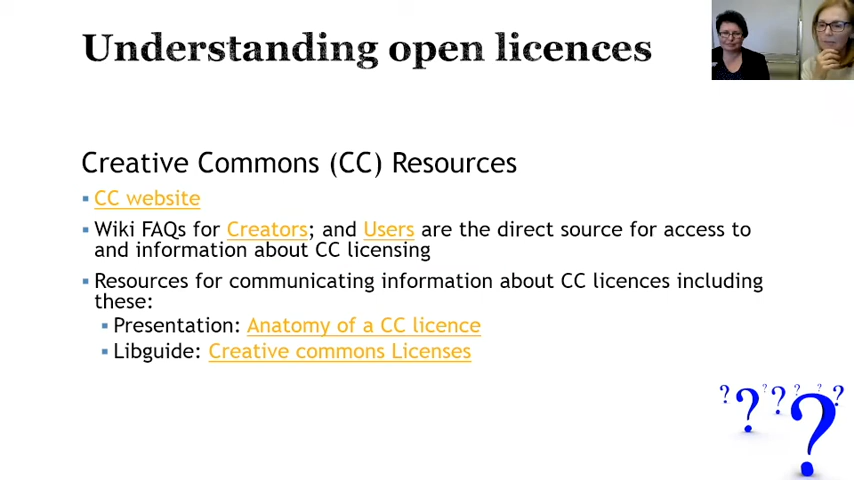 Understanding open licences
Creative Commons (CC) Resources
▪ CC website
▪ Wiki FAQs for Creators; and Users are the direct source for access to
and information about CC licensing
▪ Resources for communicating information about CC licences including
these:
▪ Presentation: Anatomy of a CC licence
▪ Libguide: Creative commons Licenses
? ? ? ? ? ? ?